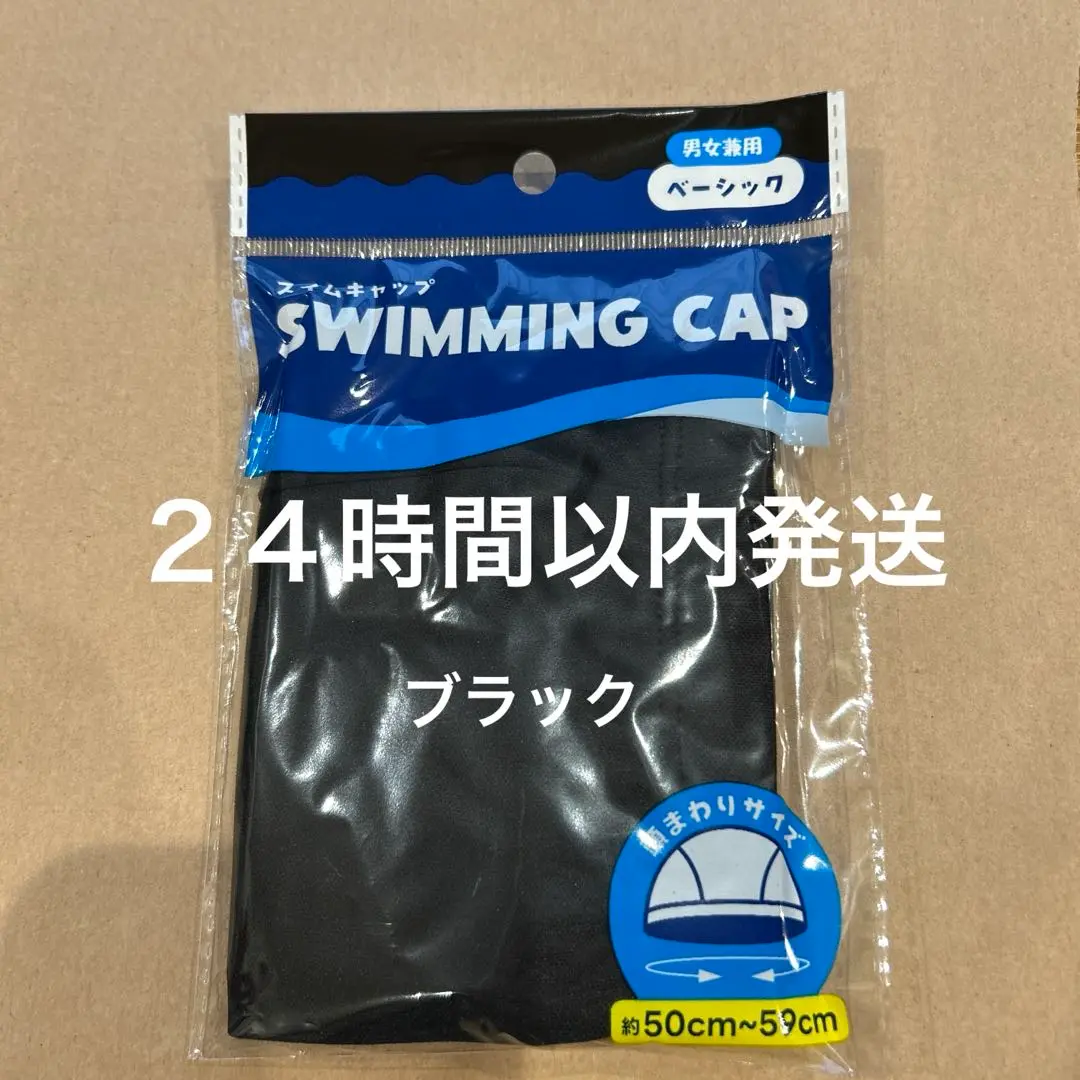 男女兼用
ベーシック
スイムキャップ
SWIMMING CAP
２４時間以内発送
ブラック
頭まわりサイズ
約50cm~59cm